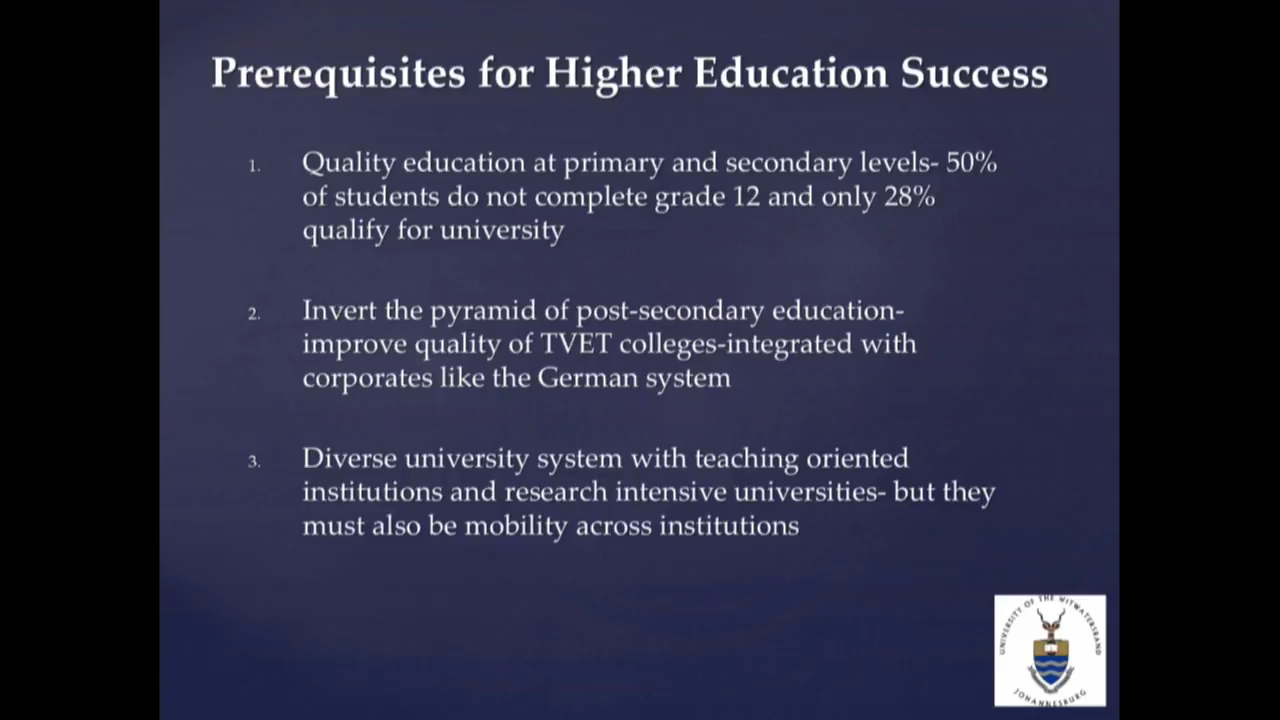 Prerequisites for Higher Education Success
1. Quality education at primary and secondary levels- 50%
of students do not complete grade 12 and only 28%
qualify for university
2. Invert the pyramid of post-secondary education-
improve quality of TVET colleges-integrated with
corporates like the German system
3. Diverse university system with teaching oriented
institutions and research intensive universities- but they
must also be mobility across institutions
UNIVERSITY OF THE WITWATERSRAND
JOHANNESBURG